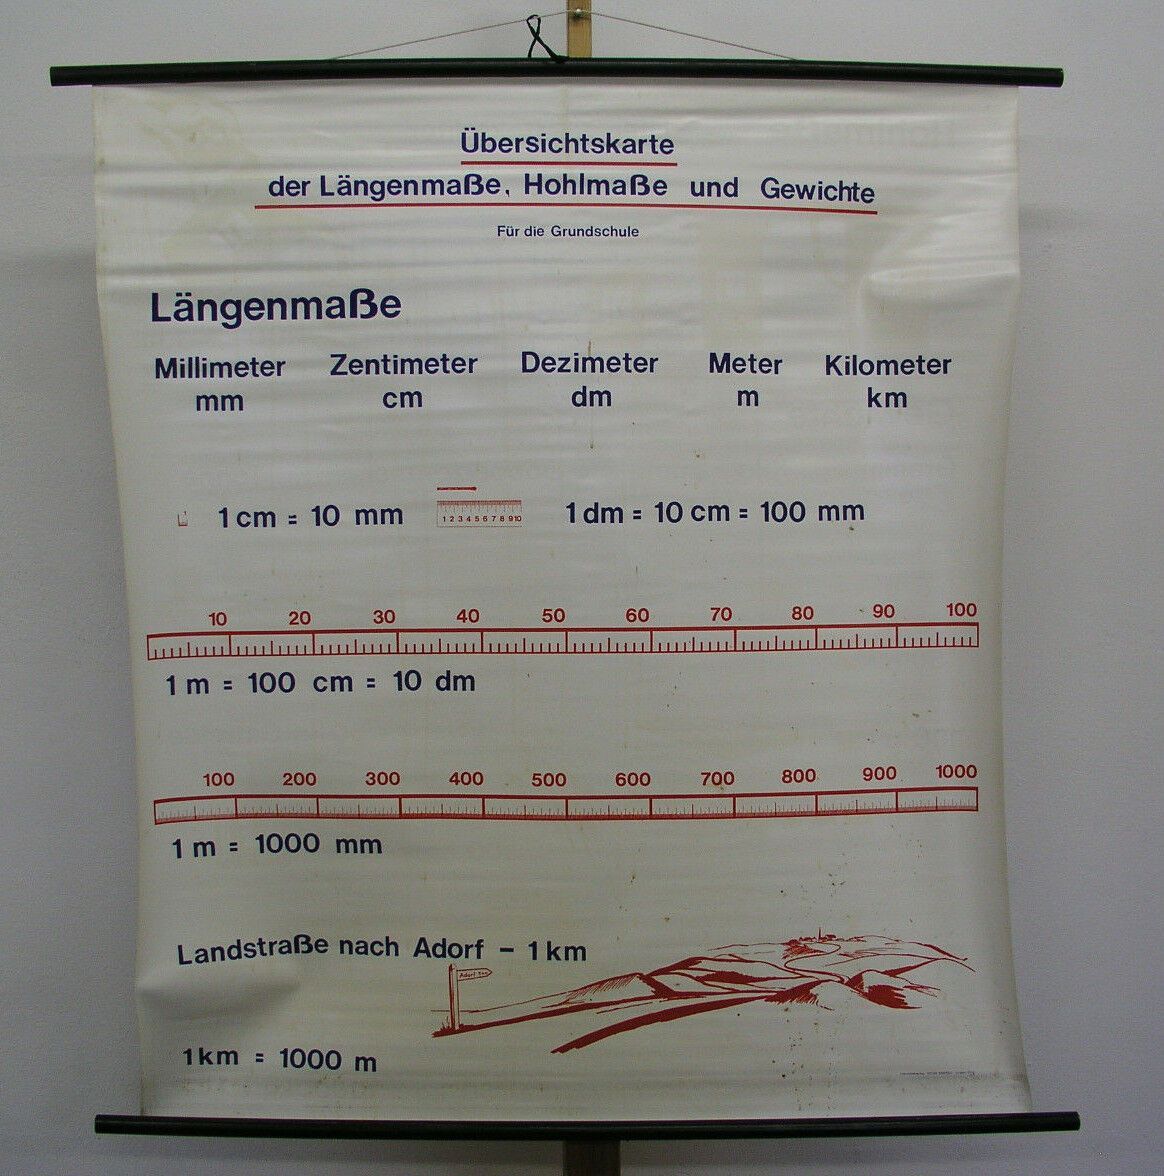 Übersichtskarte
der Längenmaße, Hohlmaße und Gewichte
Für die Grundschule
Längenmaße
Millimeter Zentimeter Dezimeter Meter Kilometer
mm cm dm m km
1 cm = 10 mm 1 dm = 10 cm = 100 mm
1 2 3 4 5 6 7 8 9 10
10 20 30 40 50 60 70 80 90 100
1 m = 100 cm = 10 dm
100 200 300 400 500 600 700 800 900 1000
1 m = 1000 mm
Landstraße nach Adorf – 1 km
Adorf 1km
1 km = 1000 m